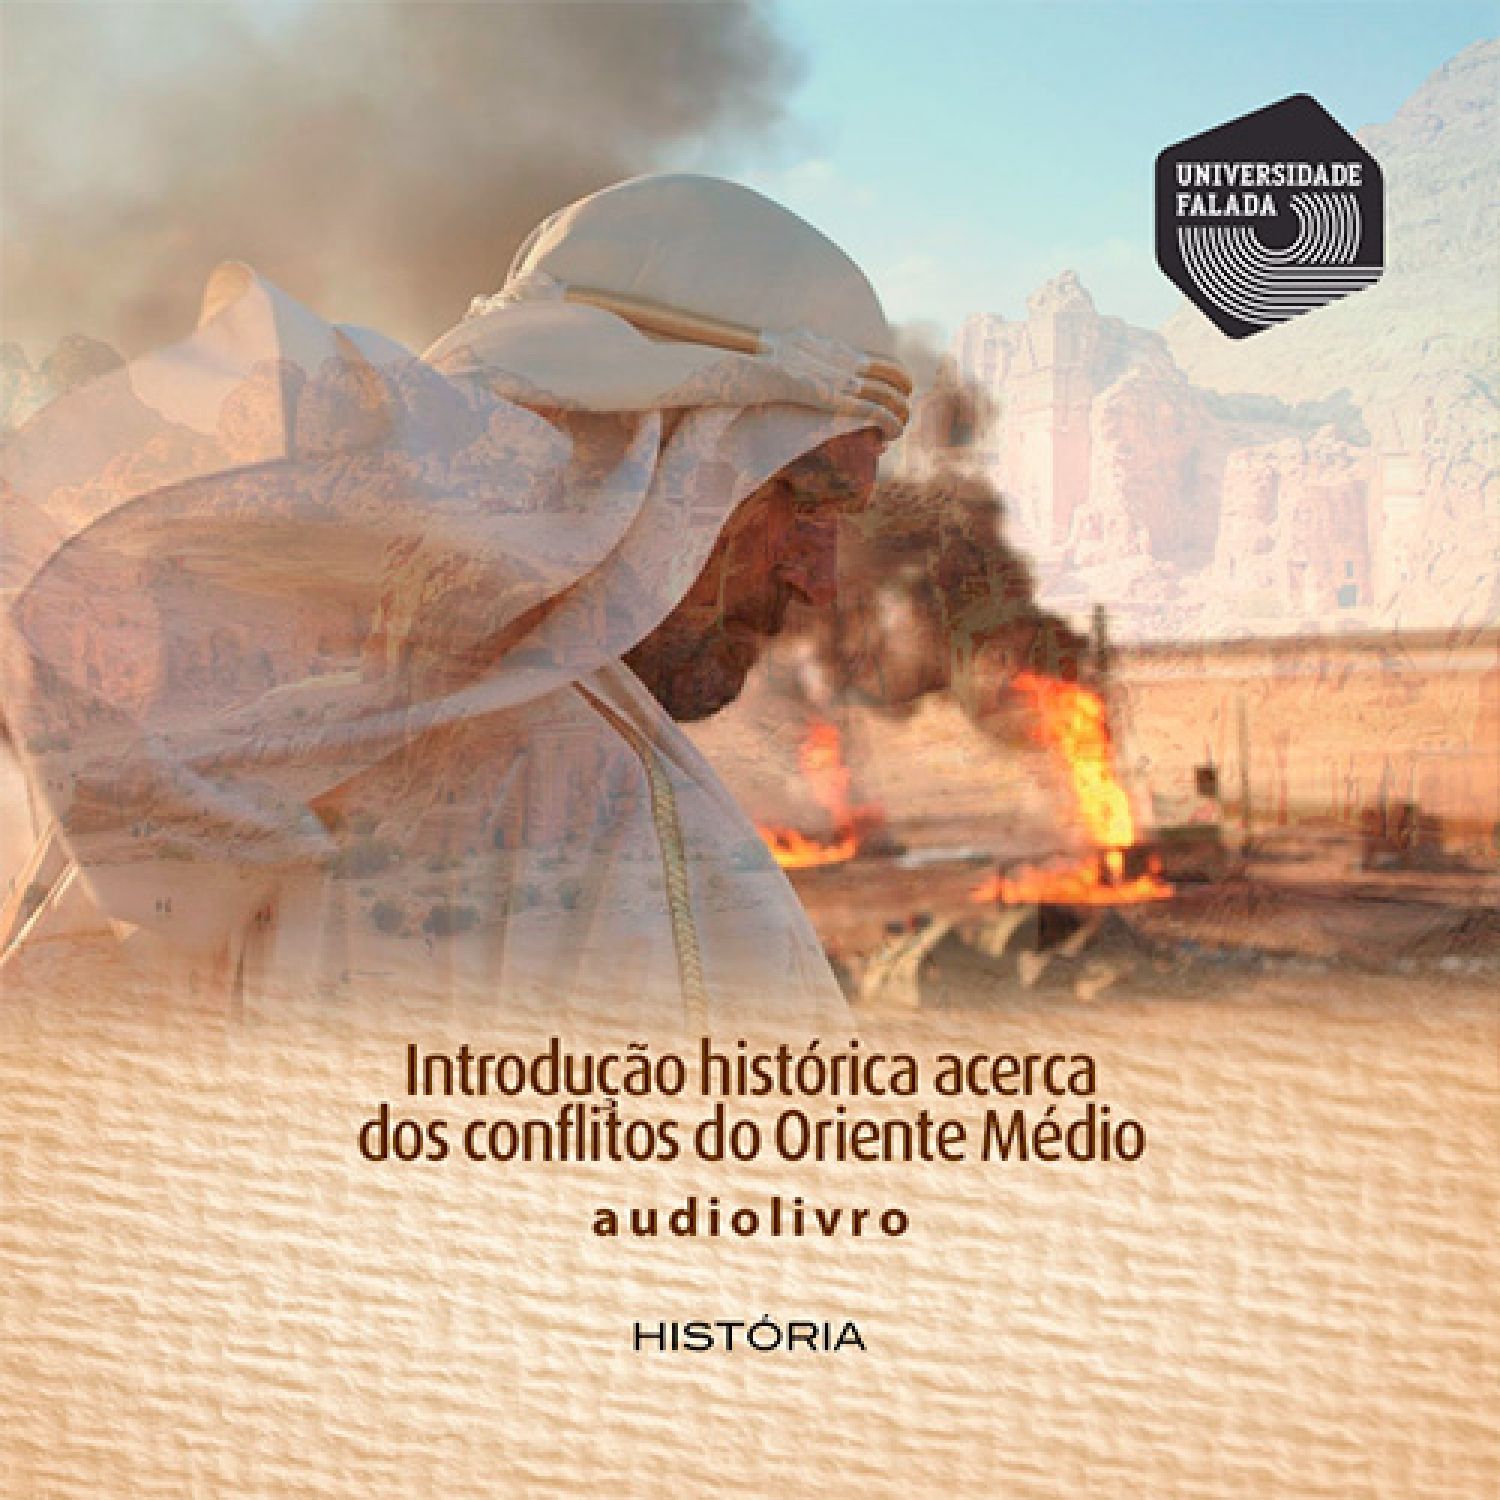 UNIVERSIDADE
FALADA
Introdução histórica acerca
dos conflitos do Oriente Médio
audiolivro
HISTÓRIA